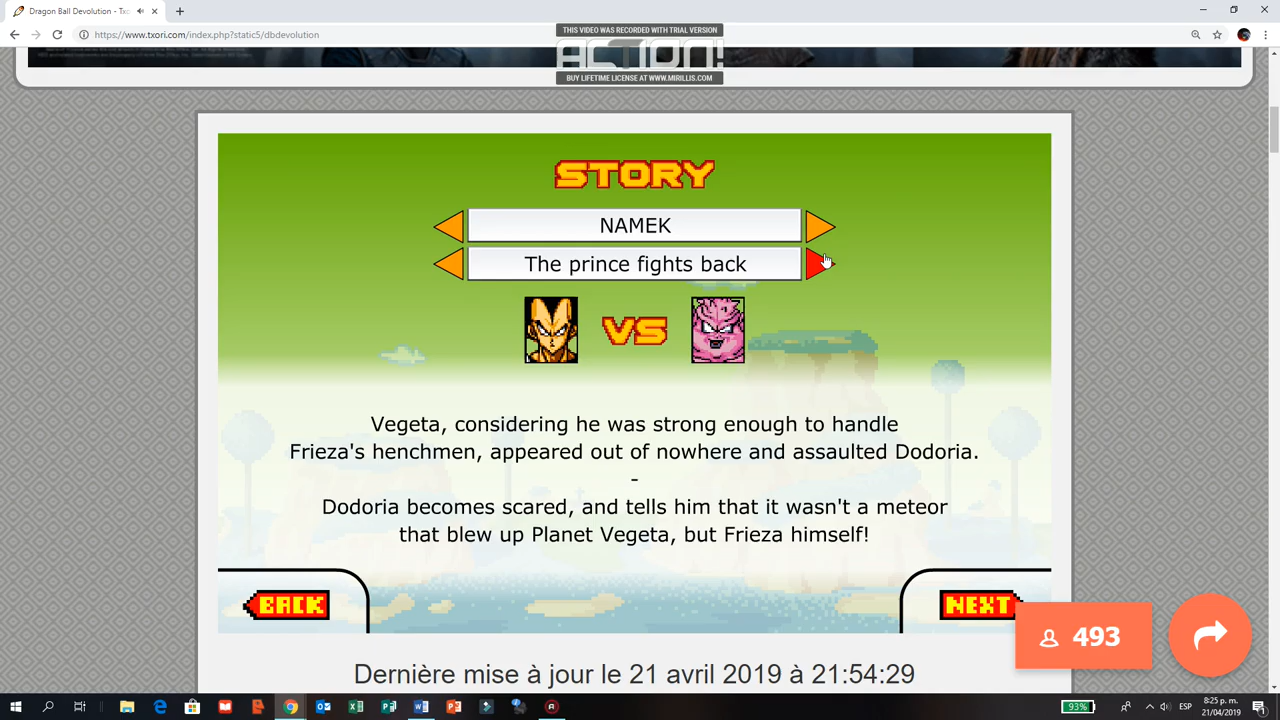 Dragon Ball Devolution
https://www.txori.com/index.php?static5/dbdevolution
THIS VIDEO WAS RECORDED WITH TRIAL VERSION
ACTION!
BUY LIFETIME LICENSE AT WWW.MIRILLIS.COM
STORY
NAMEK
The prince fights back
VS
Vegeta, considering he was strong enough to handle
Frieza's henchmen, appeared out of nowhere and assaulted Dodoria.
-
Dodoria becomes scared, and tells him that it wasn't a meteor
that blew up Planet Vegeta, but Frieza himself!
BACK
NEXT
493
Dernière mise à jour le 21 avril 2019 à 21:54:29
93%
ESP
8:25 p. m.
21/04/2019